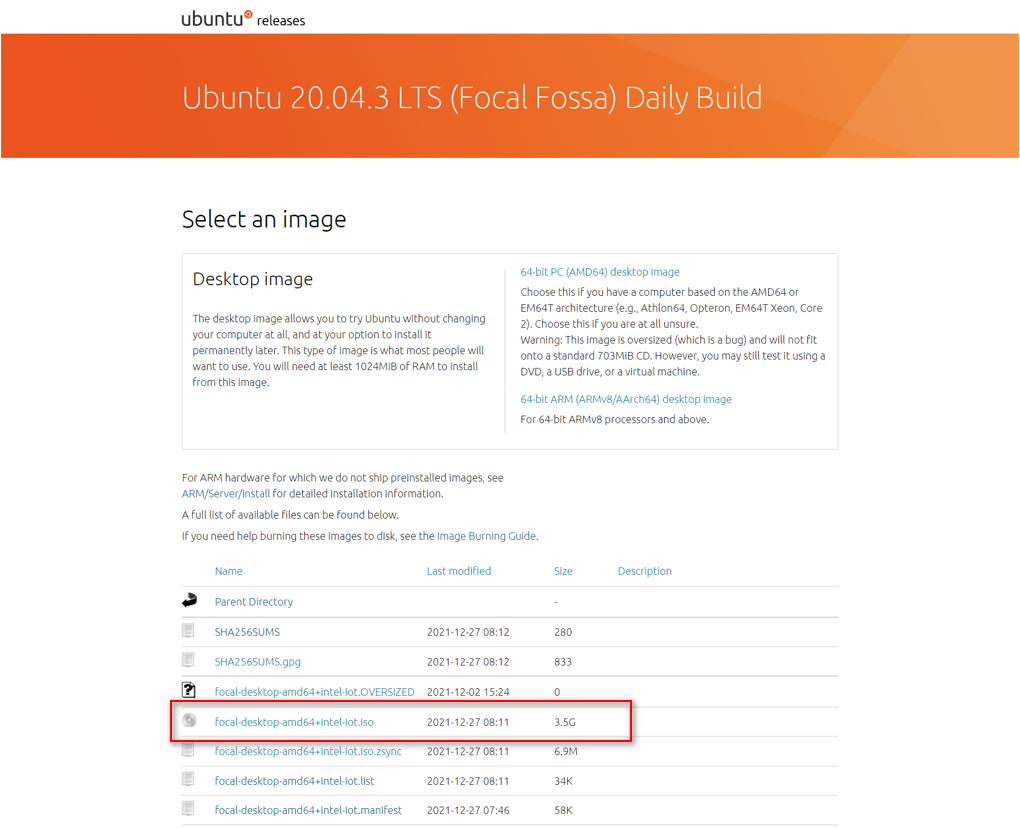 ubuntu releases
Ubuntu 20.04.3 LTS (Focal Fossa) Daily Build
Select an image
Desktop image
The desktop image allows you to try Ubuntu without changing
your computer at all, and at your option to install it
permanently later. This type of image is what most people will
want to use. You will need at least 1024MiB of RAM to install
from this image.
64-bit PC (AMD64) desktop image
Choose this if you have a computer based on the AMD64 or
EM64T architecture (e.g., Athlon64, Opteron, EM64T Xeon, Core
2). Choose this if you are at all unsure.
Warning: This image is oversized (which is a bug) and will not fit
onto a standard 703MiB CD. However, you may still test it using a
DVD, a USB drive, or a virtual machine.
64-bit ARM (ARMv8/AArch64) desktop image
For 64-bit ARMv8 processors and above.
For ARM hardware for which we do not ship preinstalled images, see
ARM/Server/Install for detailed installation information.
A full list of available files can be found below.
If you need help burning these images to disk, see the Image Burning Guide.
Name Last modified Size Description
Parent Directory -
SHA256SUMS 2021-12-27 08:12 280
SHA256SUMS.gpg 2021-12-27 08:12 833
? focal-desktop-amd64+intel-iot.OVERSIZED 2021-12-02 15:24 0
focal-desktop-amd64+intel-iot.iso 2021-12-27 08:11 3.5G
focal-desktop-amd64+intel-iot.iso.zsync 2021-12-27 08:11 6.9M
focal-desktop-amd64+intel-iot.list 2021-12-27 08:11 34K
focal-desktop-amd64+intel-iot.manifest 2021-12-27 07:46 58K